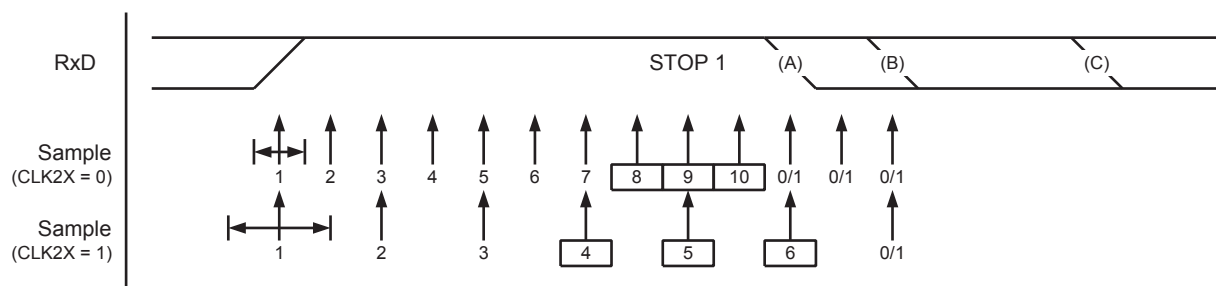 RxD STOP 1 (A) (B) (C)
Sample
(CLK2X = 0)
1 2 3 4 5 6 7 8 9 10 0/1 0/1 0/1
Sample
(CLK2X = 1)
1 2 3 4 5 6 0/1